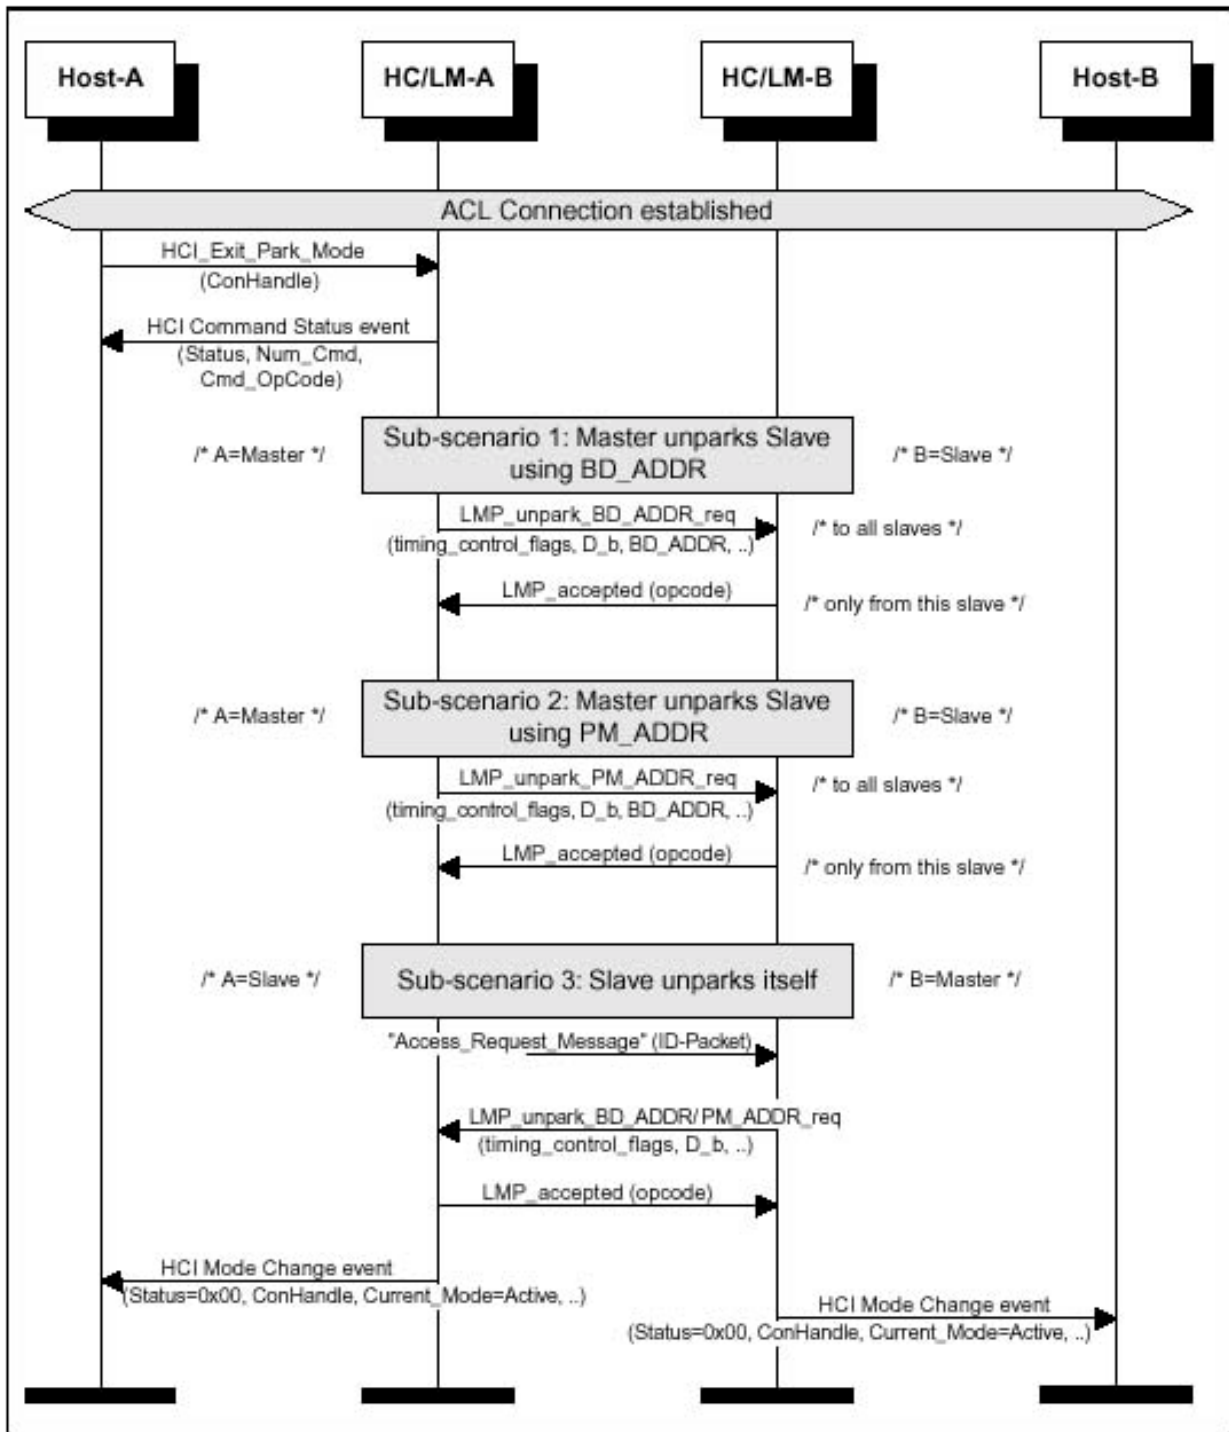 Host-A
HC/LM-A
HC/LM-B
Host-B
ACL Connection established
HCI_Exit_Park_Mode
(ConHandle)
HCI Command Status event
(Status, Num_Cmd,
Cmd_OpCode)
/* A=Master */
Sub-scenario 1: Master unparks Slave
using BD_ADDR
/* B=Slave */
LMP_unpark_BD_ADDR_req
(timing_control_flags, D_b, BD_ADDR, ..)
/* to all slaves */
LMP_accepted (opcode)
/* only from this slave */
/* A=Master */
Sub-scenario 2: Master unparks Slave
using PM_ADDR
/* B=Slave */
LMP_unpark_PM_ADDR_req
(timing_control_flags, D_b, BD_ADDR, ..)
/* to all slaves */
LMP_accepted (opcode)
/* only from this slave */
/* A=Slave */
Sub-scenario 3: Slave unparks itself
/* B=Master */
"Access_Request_Message" (ID-Packet)
LMP_unpark_BD_ADDR/PM_ADDR_req
(timing_control_flags, D_b, ..)
LMP_accepted (opcode)
HCI Mode Change event
(Status=0x00, ConHandle, Current_Mode=Active, ..)
HCI Mode Change event
(Status=0x00, ConHandle, Current_Mode=Active, ..)